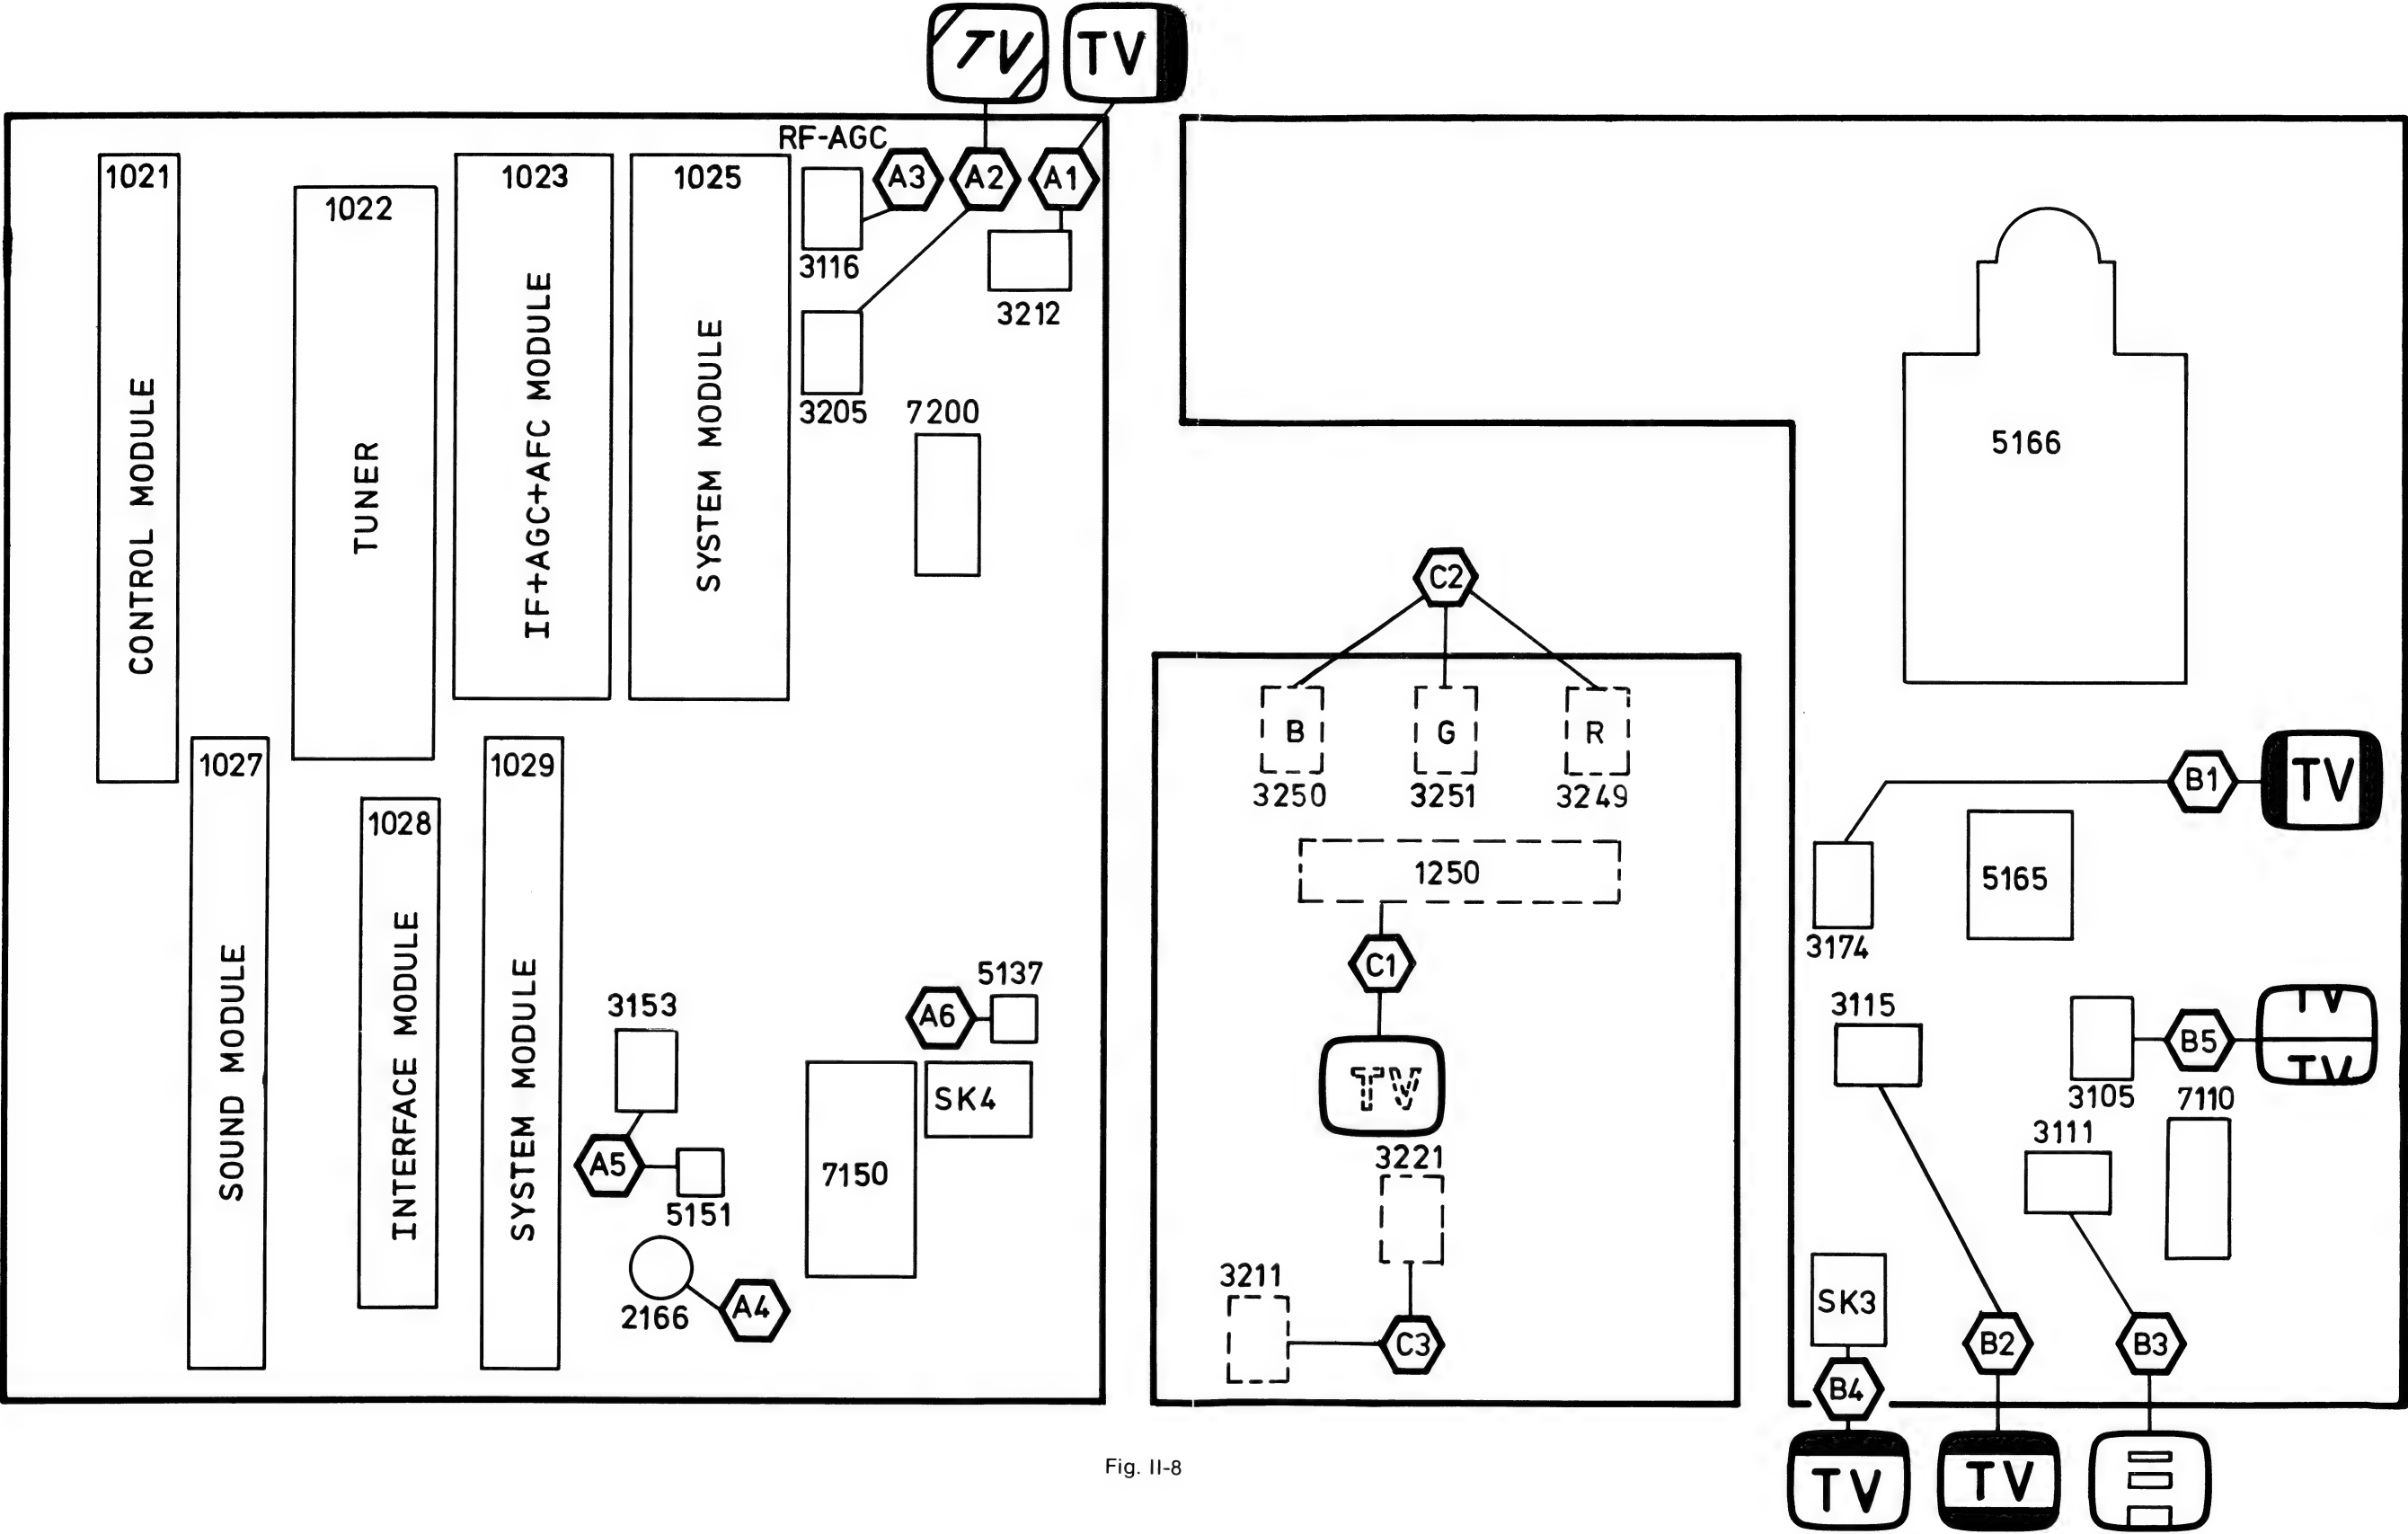 TV
TV
RF-AGC
1021
1022
1023
1025
A3
A2
A1
3116
3212
3205
7200
CONTROL MODULE
TUNER
IF+AGC+AFC MODULE
SYSTEM MODULE
1027
1028
1029
SOUND MODULE
INTERFACE MODULE
SYSTEM MODULE
3153
A6
5137
SK4
A5
5151
7150
2166
A4
C2
B
G
R
3250
3251
3249
1250
C1
TV
3221
3211
C3
5166
B1
TV
5165
3174
3115
B5
TV
TV
3105
7110
3111
SK3
B2
B3
B4
TV
TV
Fig. II-8